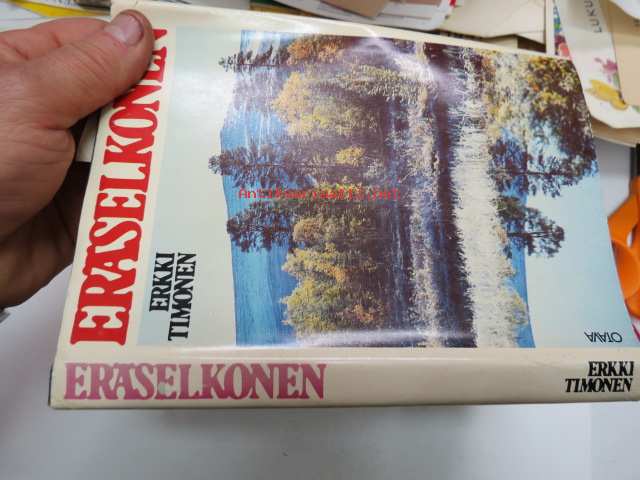 ERÄSELKONEN
ERKKI
TIMONEN
OTAVA
ERÄSELKONEN
ERKKI
TIMONEN